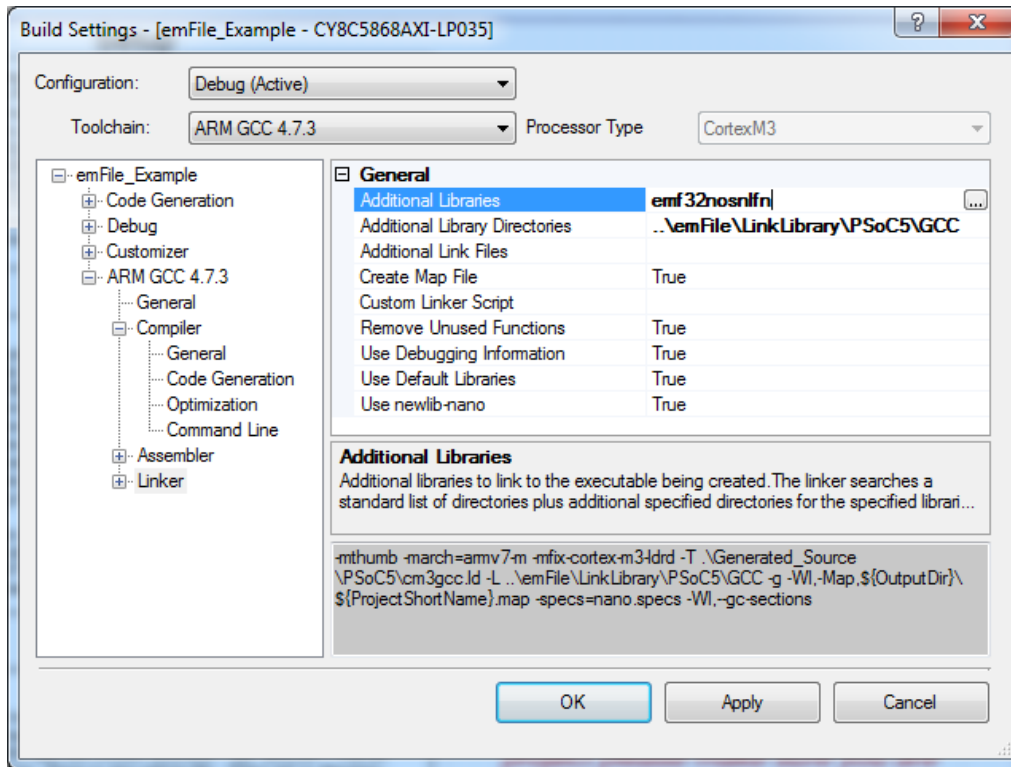 Build Settings - [emFile_Example - CY8C5868AXI-LP035]
Configuration: Debug (Active)
Toolchain: ARM GCC 4.7.3 Processor Type CortexM3
emFile_Example
Code Generation
Debug
Customizer
ARM GCC 4.7.3
General
Compiler
General
Code Generation
Optimization
Command Line
Assembler
Linker
General
Additional Libraries emf32nosnlfn ...
Additional Library Directories ..\emFile\LinkLibrary\PSoC5\GCC
Additional Link Files
Create Map File True
Custom Linker Script
Remove Unused Functions True
Use Debugging Information True
Use Default Libraries True
Use newlib-nano True
Additional Libraries
Additional libraries to link to the executable being created.The linker searches a
standard list of directories plus additional specified directories for the specified librari...
-mthumb -march=armv7-m -mfix-cortex-m3-ldrd -T .\Generated_Source
\PSoC5\cm3gcc.ld -L ..\emFile\LinkLibrary\PSoC5\GCC -g -Wl,-Map,${OutputDir}\
${ProjectShortName}.map -specs=nano.specs -Wl,--gc-sections
OK Apply Cancel